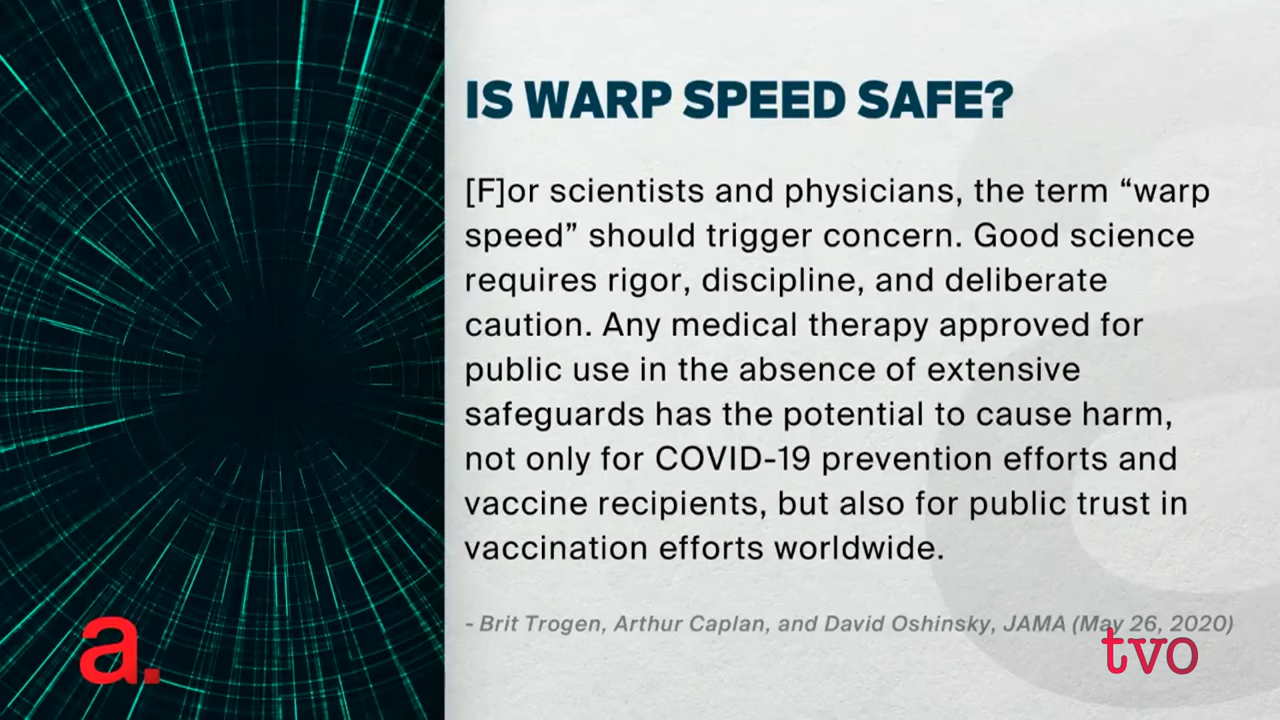 IS WARP SPEED SAFE?
[F]or scientists and physicians, the term “warp
speed” should trigger concern. Good science
requires rigor, discipline, and deliberate
caution. Any medical therapy approved for
public use in the absence of extensive
safeguards has the potential to cause harm,
not only for COVID-19 prevention efforts and
vaccine recipients, but also for public trust in
vaccination efforts worldwide.
- Brit Trogen, Arthur Caplan, and David Oshinsky, JAMA (May 26, 2020)
a.
tvo